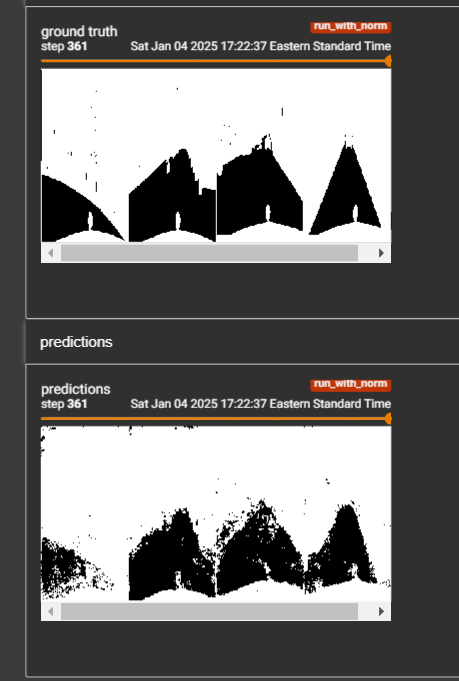 ground truth
run_with_norm
step 361
Sat Jan 04 2025 17:22:37 Eastern Standard Time
predictions
predictions
run_with_norm
step 361
Sat Jan 04 2025 17:22:37 Eastern Standard Time